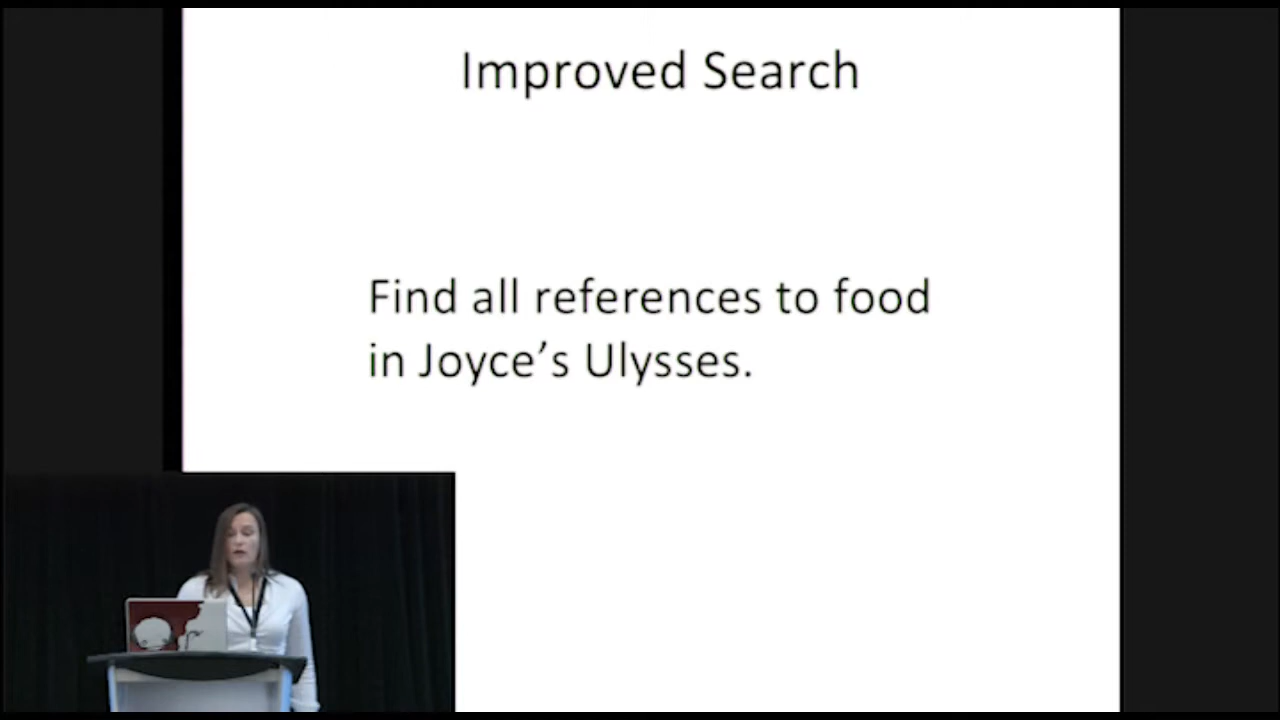 Improved Search
Find all references to food
in Joyce’s Ulysses.